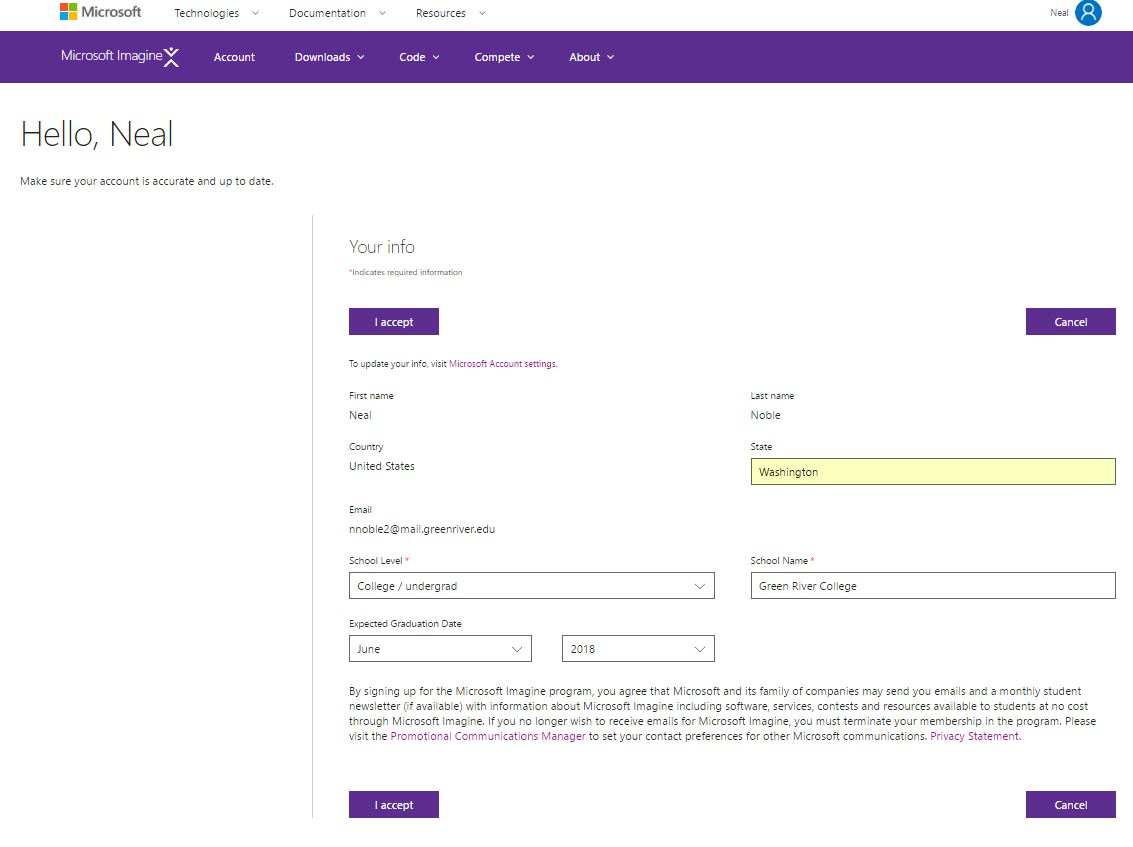 Microsoft Technologies Documentation Resources Neal
Microsoft Imagine Account Downloads Code Compete About
Hello, Neal
Make sure your account is accurate and up to date.
Your info
*Indicates required information
I accept Cancel
To update your info, visit Microsoft Account settings.
First name Last name
Neal Noble
Country State
United States Washington
Email
nnoble2@mail.greenriver.edu
School Level * School Name *
College / undergrad Green River College
Expected Graduation Date
June 2018
By signing up for the Microsoft Imagine program, you agree that Microsoft and its family of companies may send you emails and a monthly student
newsletter (if available) with information about Microsoft Imagine including software, services, contests and resources available to students at no cost
through Microsoft Imagine. If you no longer wish to receive emails for Microsoft Imagine, you must terminate your membership in the program. Please
visit the Promotional Communications Manager to set your contact preferences for other Microsoft communications. Privacy Statement.
I accept Cancel